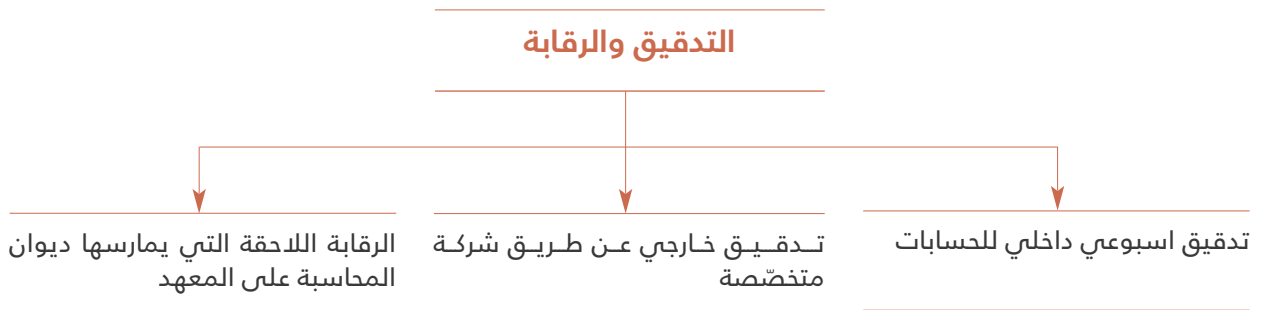 التدقيق والرقابة
تدقيق اسبوعي داخلي للحسابات
تـدقـيـق خـارجي عـن طـريـق شركـة
متخصّصة
الرقابة اللاحقة التي يمارسها ديوان
المحاسبة على المعهد